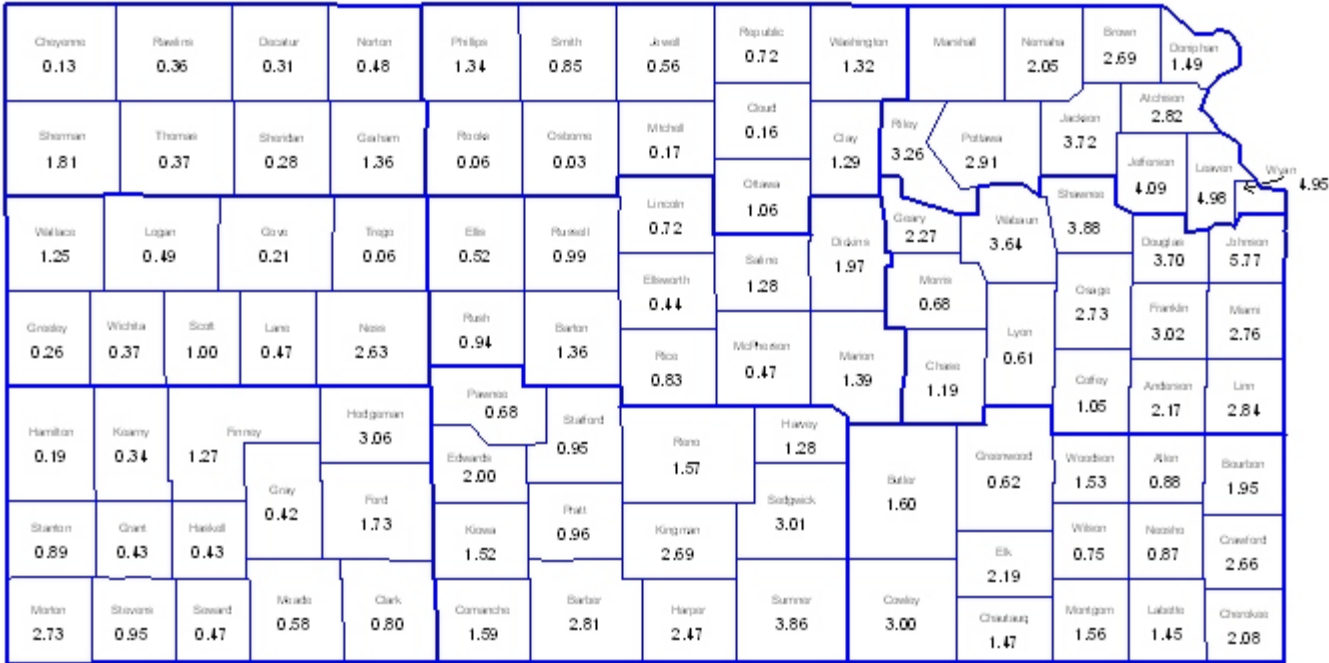 Cheyenne 0.13
Rawlins 0.36
Decatur 0.31
Norton 0.48
Phillips 1.34
Smith 0.85
Jewell 0.56
Republic 0.72
Washington 1.32
Marshall
Nemaha 2.05
Brown 2.69
Doniphan 1.49
Sherman 1.81
Thomas 0.37
Sheridan 0.28
Graham 1.36
Rooks 0.06
Osborne 0.03
Mitchell 0.17
Cloud 0.16
Clay 1.29
Riley 3.26
Pottawa 2.91
Jackson 3.72
Atchison 2.82
Jefferson 4.09
Leaven 4.98
Wyan 4.95
Wallace 1.25
Logan 0.49
Gove 0.21
Trego 0.06
Ellis 0.52
Russell 0.99
Lincoln 0.72
Ottawa 1.06
Dickins 1.97
Geary 2.27
Wabaun 3.64
Shawnee 3.88
Douglas 3.70
Johnson 5.77
Ellsworth 0.44
Saline 1.28
Morris 0.68
Osage 2.73
Franklin 3.02
Miami 2.76
Greeley 0.26
Wichita 0.37
Scott 1.00
Lane 0.47
Ness 2.63
Rush 0.94
Barton 1.36
Rice 0.83
McPherson 0.47
Marion 1.39
Chase 1.19
Lyon 0.61
Coffey 1.05
Anderson 2.17
Linn 2.84
Hamilton 0.19
Kearny 0.34
Finney 1.27
Hodgeman 3.06
Pawnee 0.68
Stafford 0.95
Edwards 2.00
Reno 1.57
Harvey 1.28
Butler 1.60
Greenwood 0.62
Woodson 1.53
Allen 0.88
Bourbon 1.95
Gray 0.42
Ford 1.73
Sedgwick 3.01
Stanton 0.89
Grant 0.43
Haskell 0.43
Kiowa 1.52
Pratt 0.96
Kingman 2.69
Elk 2.19
Wilson 0.75
Neosho 0.87
Crawford 2.66
Morton 2.73
Stevens 0.95
Seward 0.47
Meade 0.58
Clark 0.80
Comanche 1.59
Barber 2.81
Harper 2.47
Sumner 3.86
Cowley 3.00
Chautauq 1.47
Montgom 1.56
Labette 1.45
Cherokee 2.08